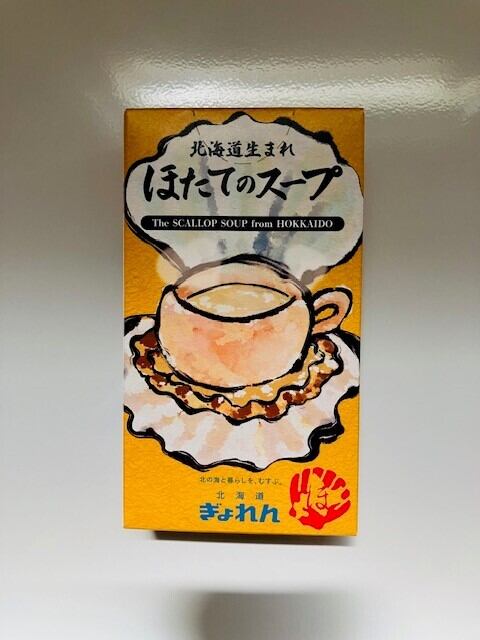 北海道生まれ
ほたてのスープ
The SCALLOP SOUP from HOKKAIDO
北の海と暮らしを、むすぶ。
北海道
ぎょれん
ほ